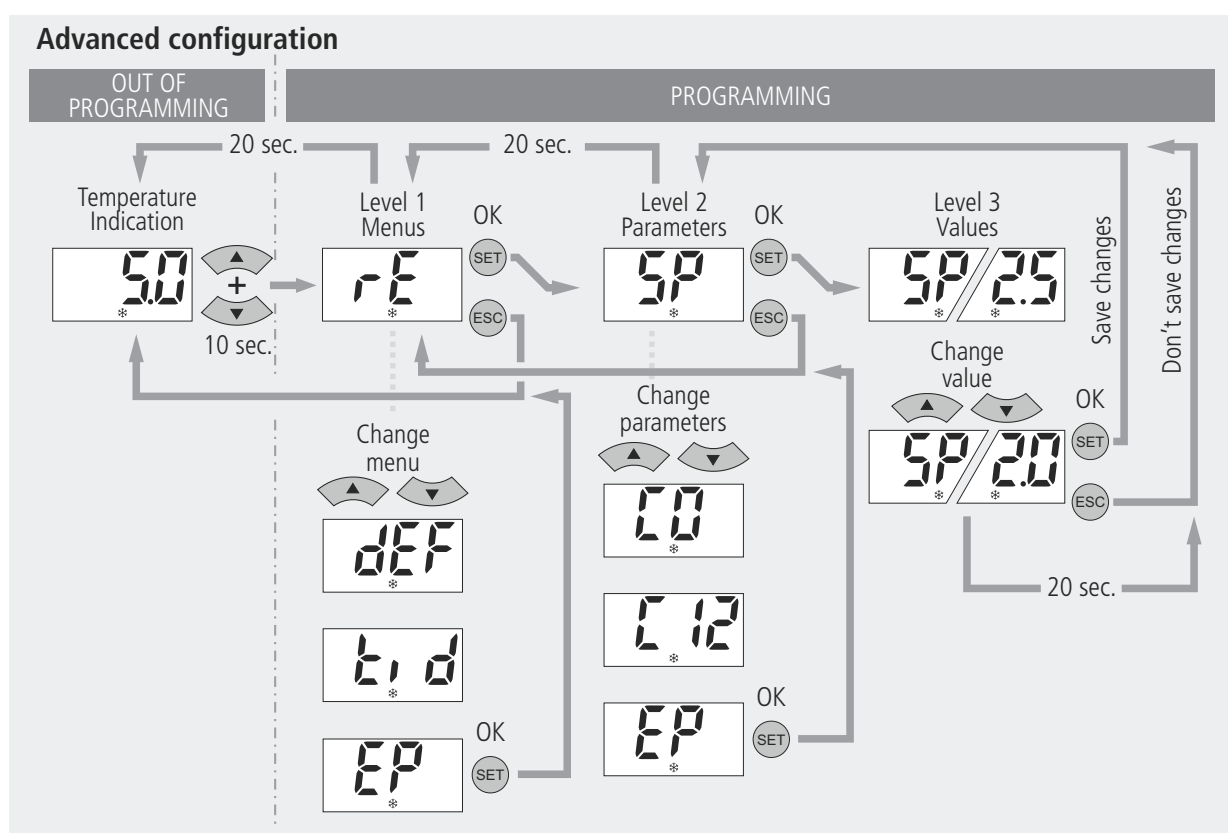 Advanced configuration
OUT OF
PROGRAMMING
PROGRAMMING
20 sec.
20 sec.
Temperature
Indication
5.0
+
10 sec.
Level 1
Menus
rE
OK
SET
ESC
Level 2
Parameters
SP
OK
SET
ESC
Level 3
Values
SP/2.5
Save changes
Don't save changes
Change
value
SP/2.0
OK
SET
ESC
20 sec.
Change
menu
dEF
tid
EP
OK
SET
Change
parameters
C0
C12
EP
OK
SET